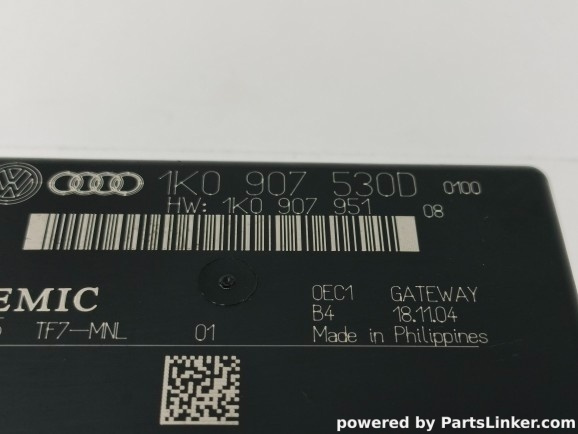 1K0 907 530D 0100
HW: 1K0 907 951 08
EMIC
0EC1 GATEWAY
TF7-MNL 01 B4 18.11.04
Made in Philippines
powered by PartsLinker.com